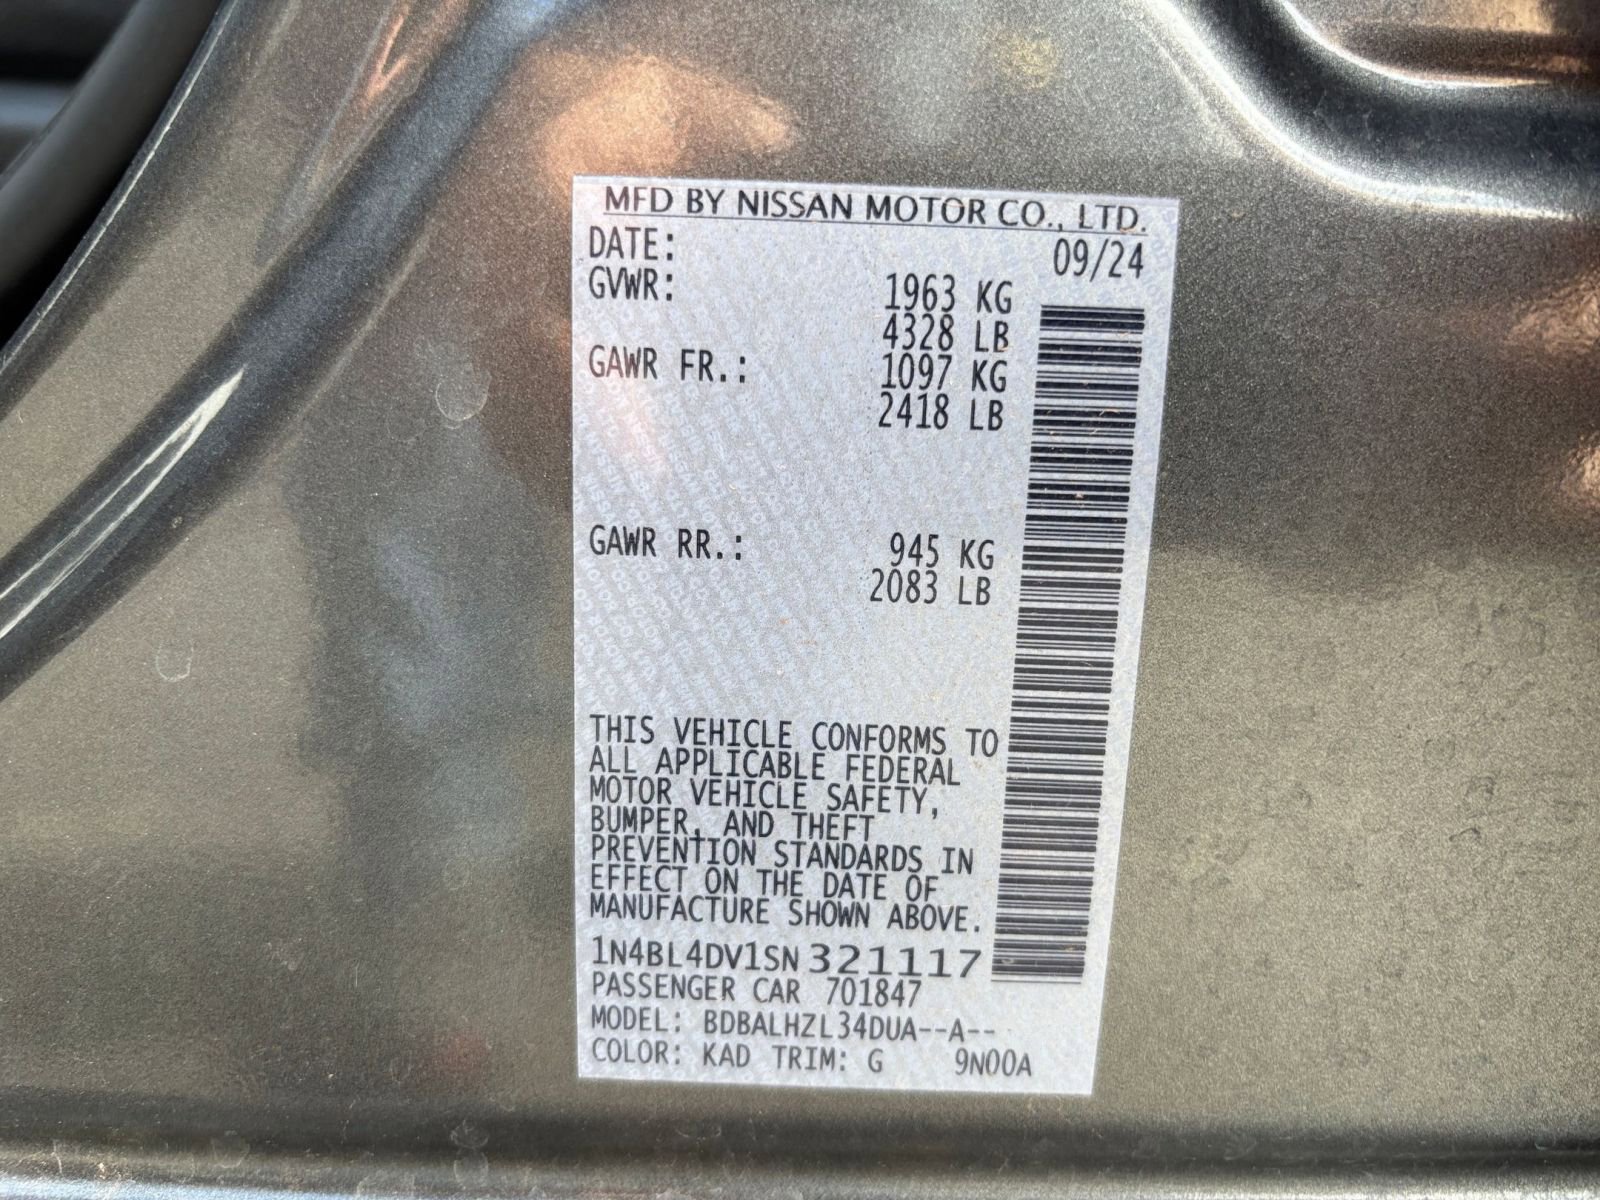 MFD BY NISSAN MOTOR CO., LTD.
DATE: 09/24
GVWR: 1963 KG
4328 LB
GAWR FR.: 1097 KG
2418 LB
GAWR RR.: 945 KG
2083 LB
THIS VEHICLE CONFORMS TO
ALL APPLICABLE FEDERAL
MOTOR VEHICLE SAFETY,
BUMPER, AND THEFT
PREVENTION STANDARDS IN
EFFECT ON THE DATE OF
MANUFACTURE SHOWN ABOVE.
1N4BL4DV1SN321117
PASSENGER CAR 701847
MODEL: BDBALHZL34DUA--A--
COLOR: KAD TRIM: G 9N00A